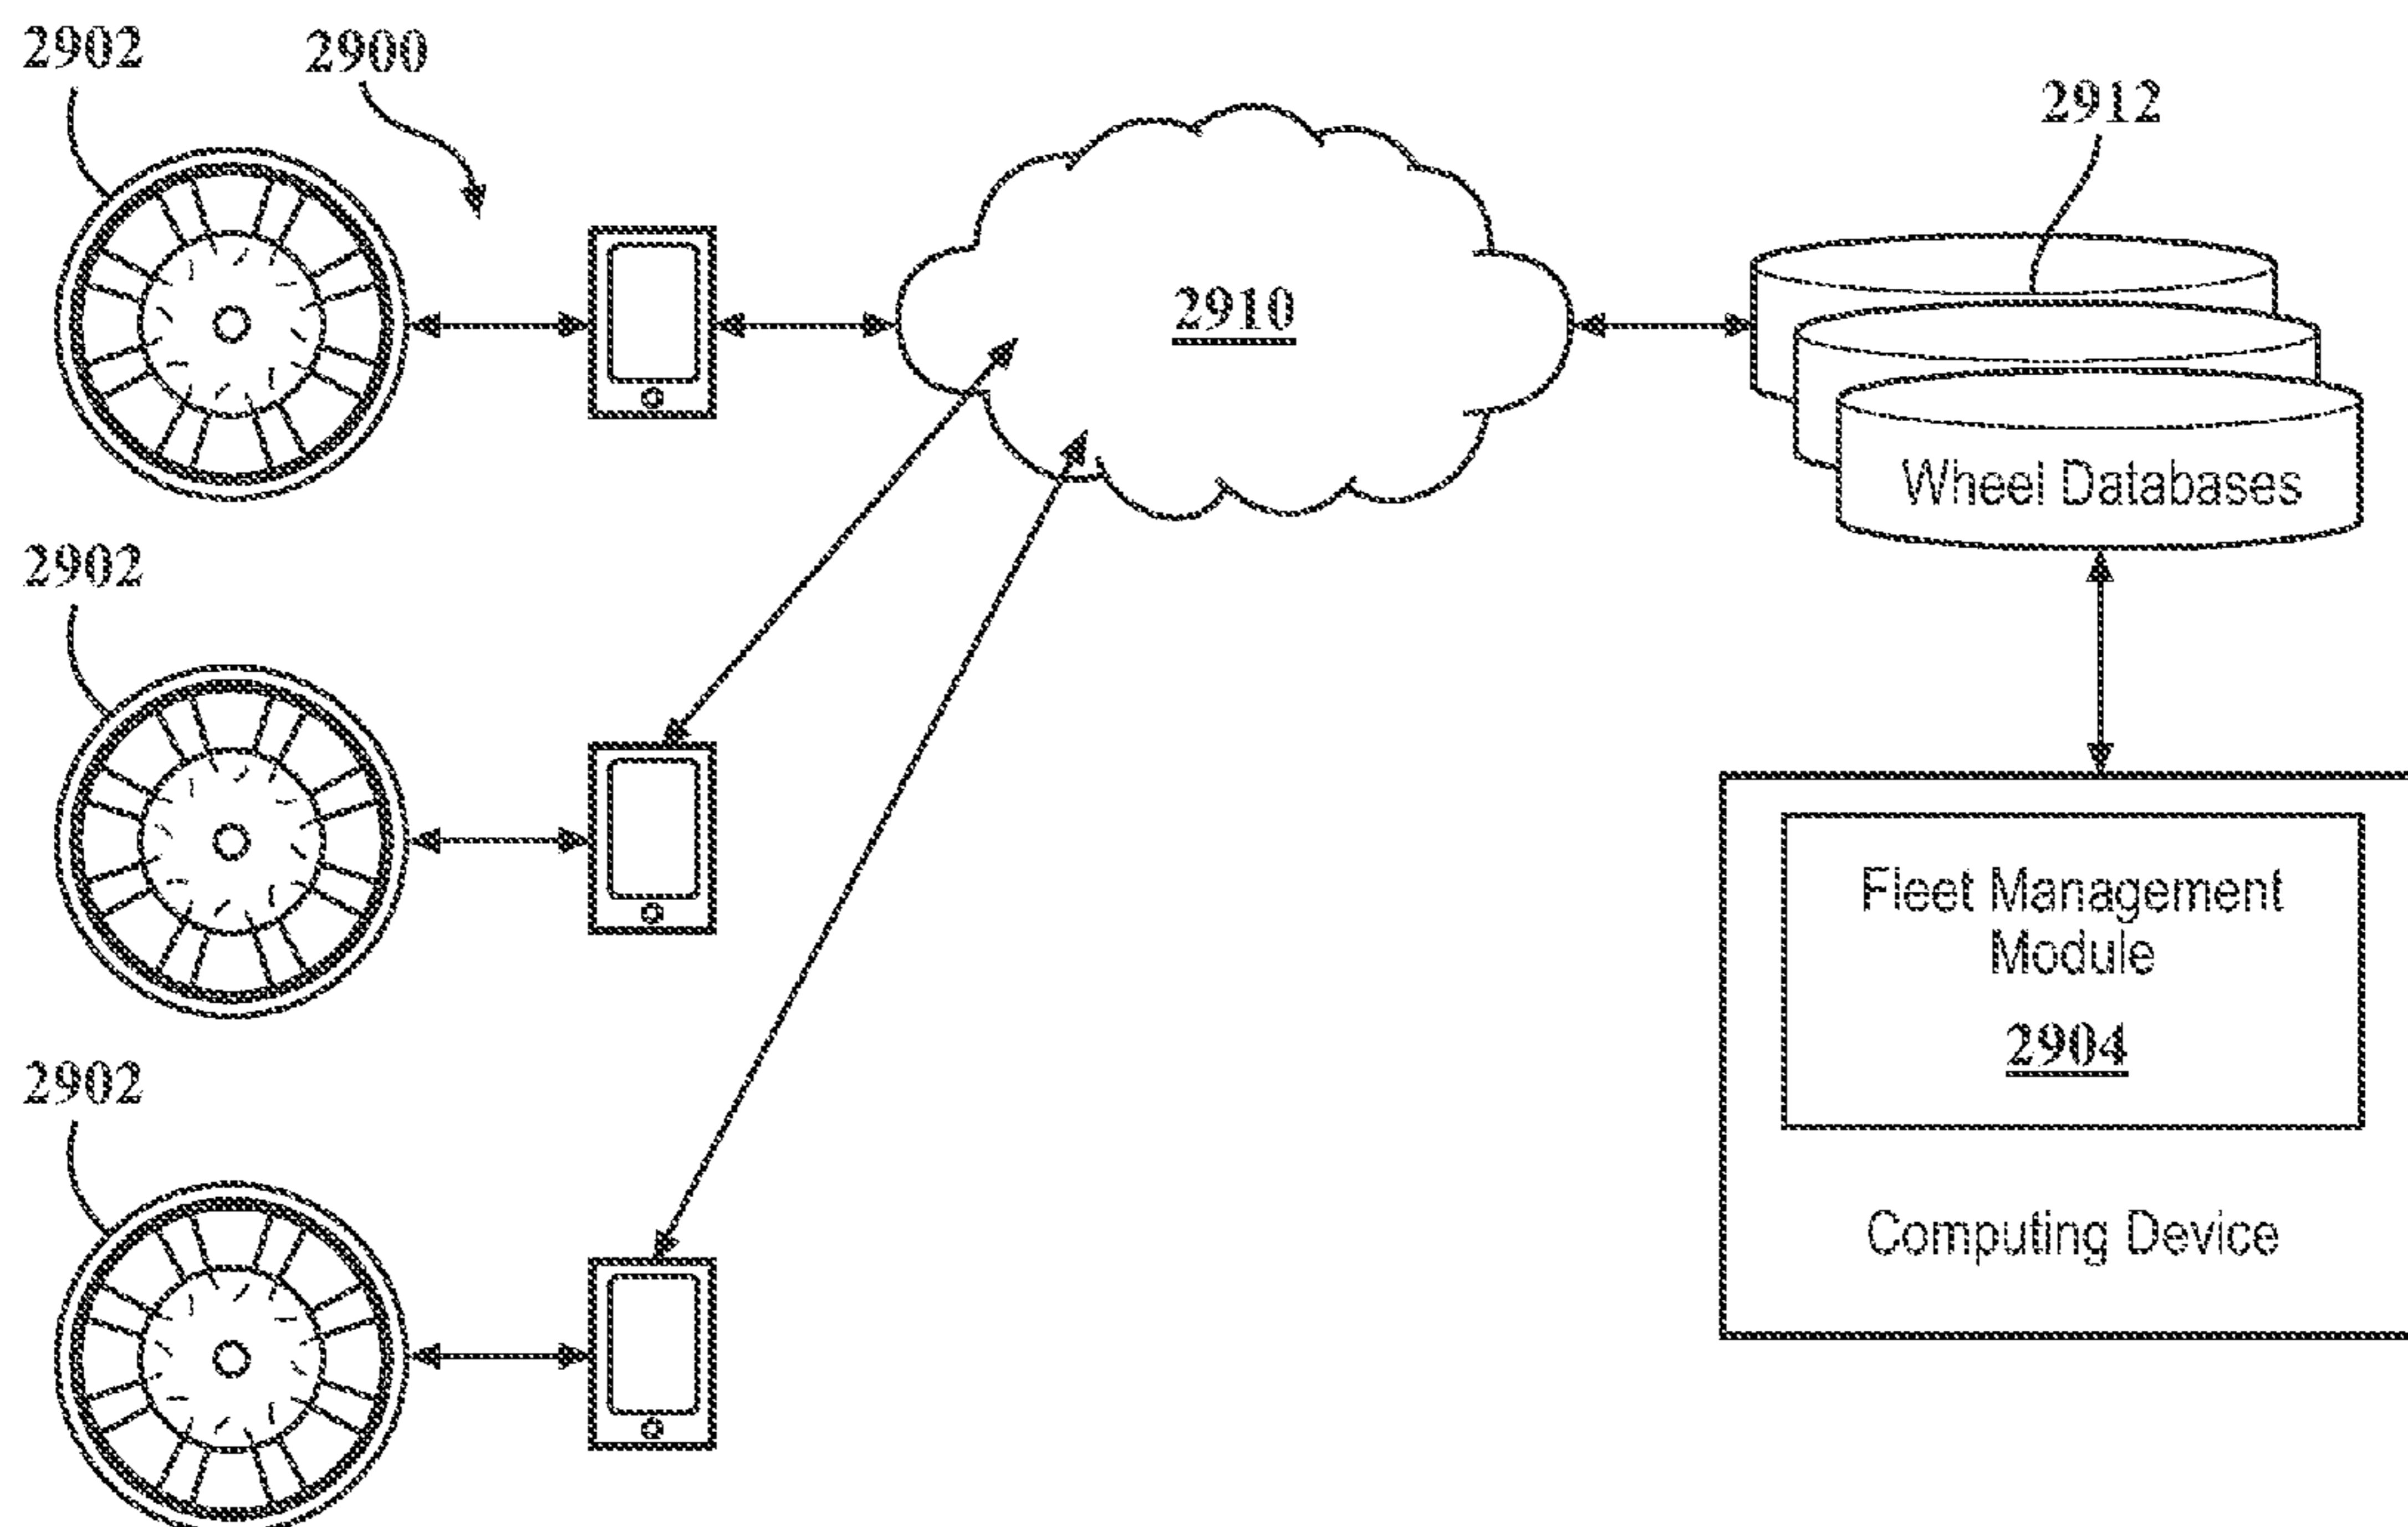 2902
2900
2912
2910
Wheel Databases
2902
Fleet Management
Module
2904
2902
Computing Device